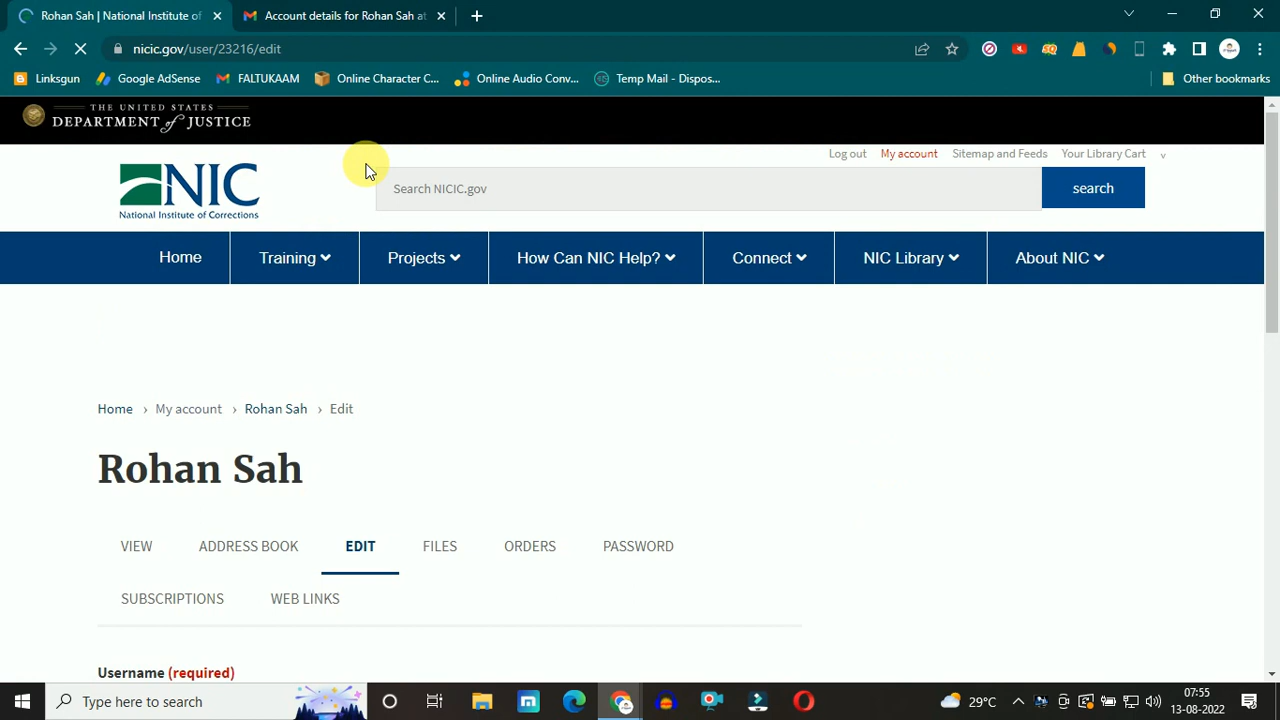 Rohan Sah | National Institute of
Account details for Rohan Sah at
nicic.gov/user/23216/edit
Linksgun
Google AdSense
FALTUKAAM
Online Character C...
Online Audio Conv...
Temp Mail - Dispos...
Other bookmarks
THE UNITED STATES
DEPARTMENT of JUSTICE
Log out
My account
Sitemap and Feeds
Your Library Cart
v
NIC
National Institute of Corrections
Search NICIC.gov
search
Home
Training
Projects
How Can NIC Help?
Connect
NIC Library
About NIC
Home › My account › Rohan Sah › Edit
Rohan Sah
VIEW
ADDRESS BOOK
EDIT
FILES
ORDERS
PASSWORD
SUBSCRIPTIONS
WEB LINKS
Username (required)
Type here to search
29°C
07:55
13-08-2022